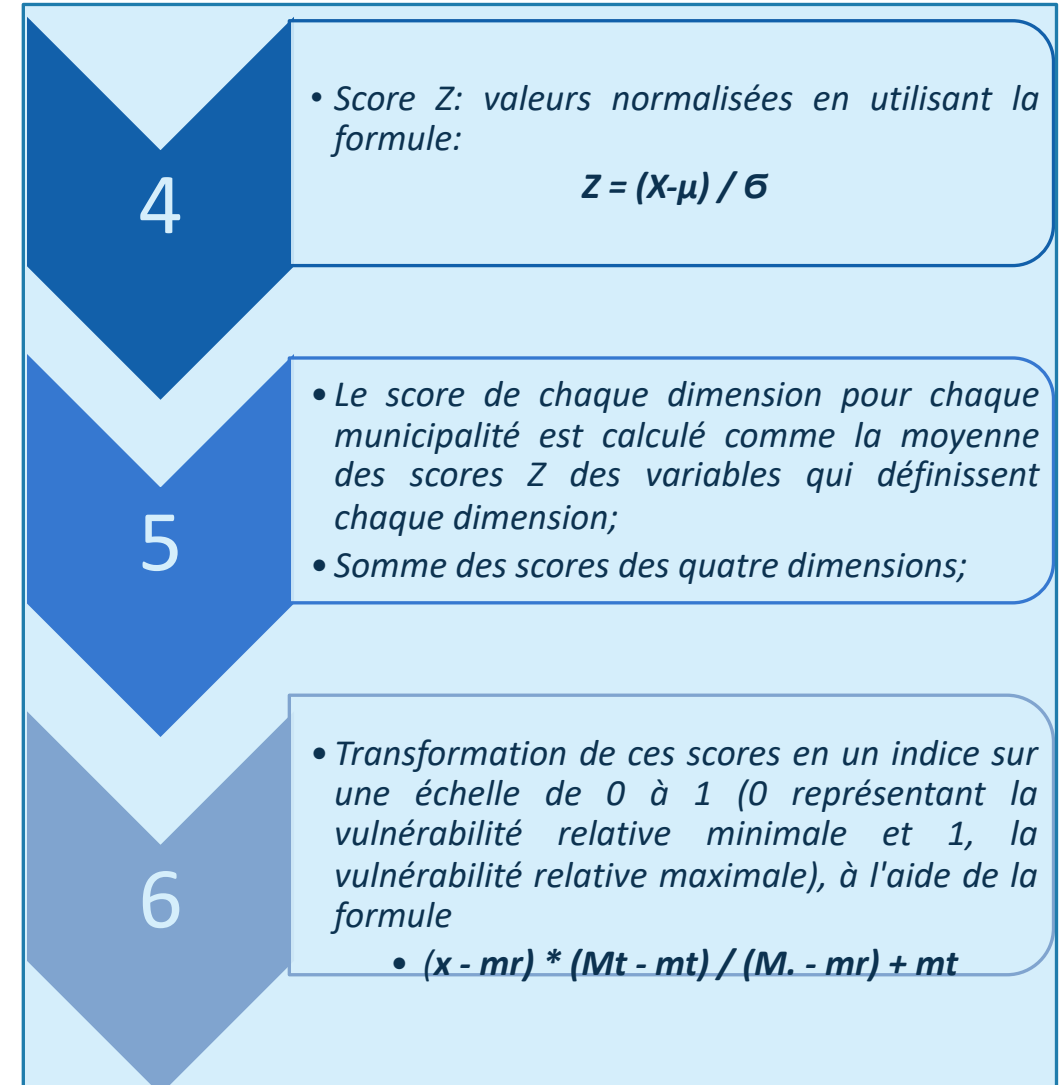 4
• Score Z: valeurs normalisées en utilisant la
formule:
Z = (X-µ) / Ϭ
5
• Le score de chaque dimension pour chaque
municipalité est calculé comme la moyenne
des scores Z des variables qui définissent
chaque dimension;
• Somme des scores des quatre dimensions;
6
• Transformation de ces scores en un indice sur
une échelle de 0 à 1 (0 représentant la
vulnérabilité relative minimale et 1, la
vulnérabilité relative maximale), à l'aide de la
formule
• (x - mr) * (Mt - mt) / (M. - mr) + mt